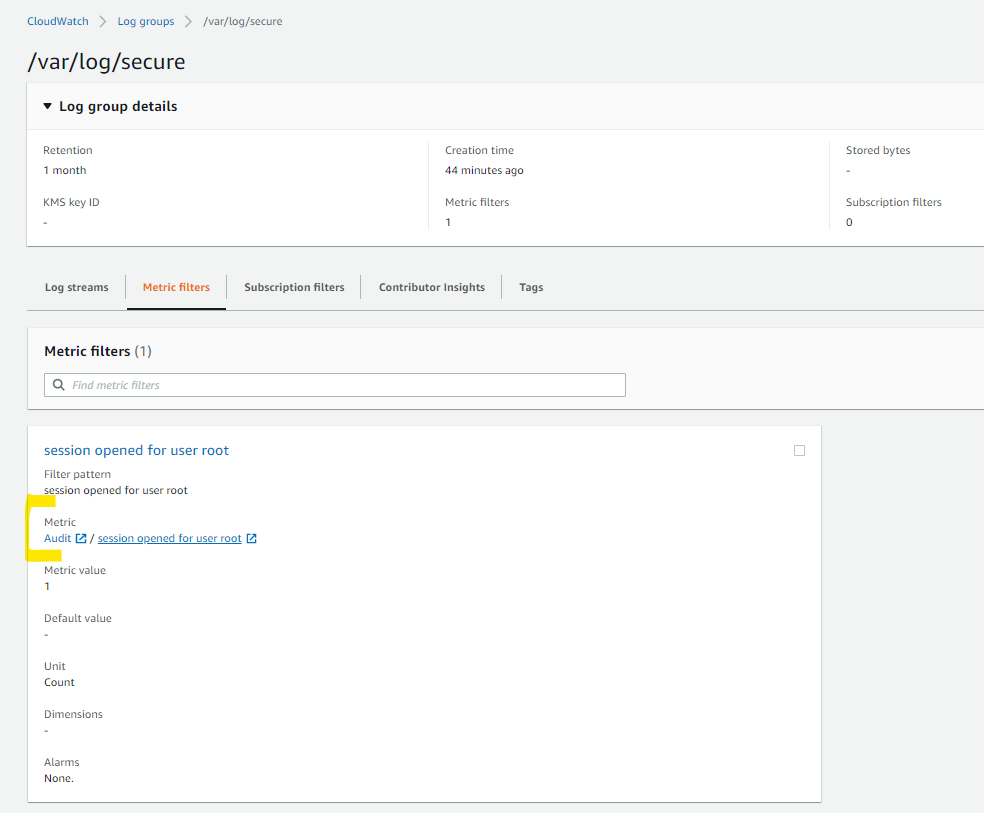 CloudWatch > Log groups > /var/log/secure
/var/log/secure
Log group details
Retention
1 month
Creation time
44 minutes ago
Stored bytes
-
KMS key ID
-
Metric filters
1
Subscription filters
0
Log streams Metric filters Subscription filters Contributor Insights Tags
Metric filters (1)
Find metric filters
session opened for user root
Filter pattern
session opened for user root
Metric
Audit / session opened for user root
Metric value
1
Default value
-
Unit
Count
Dimensions
-
Alarms
None.